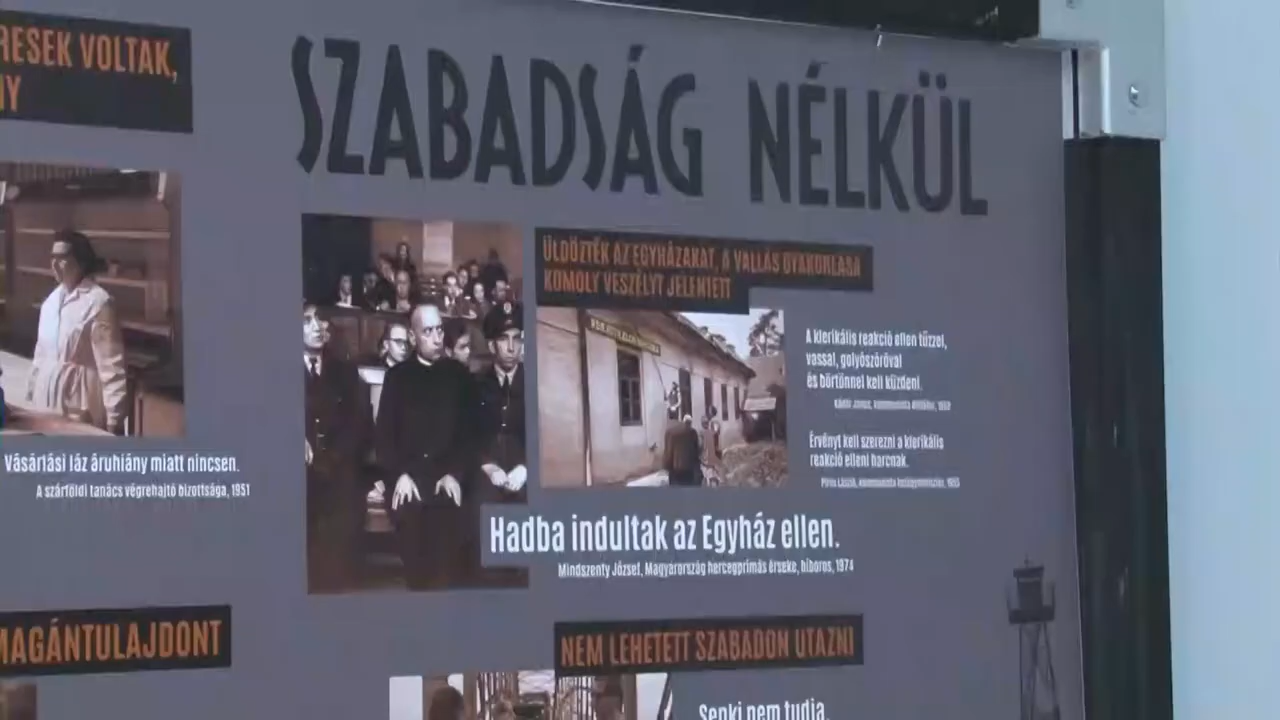 RESEK VOLTAK,
NY
SZABADSÁG NÉLKÜL
ÜLDÖZTÉK AZ EGYHÁZAKAT, A VALLÁS GYAKORLÁSA
KOMOLY VESZÉLYT JELENTETT
A klerikális reakció ellen tűzzel,
vassal, golyószóróval
és börtönnel kell küzdeni.
Érvényt kell szerezni a klerikális
reakció elleni harcnak.
Vásárlási láz áruhiány miatt nincsen.
A szárföldi tanács végrehajtó bizottsága, 1951
Hadba indultak az Egyház ellen.
Mindszenty József, Magyarország hercegprímás érseke, bíboros, 1974
MAGÁNTULAJDONT
NEM LEHETETT SZABADON UTAZNI
Senki nem tudja,